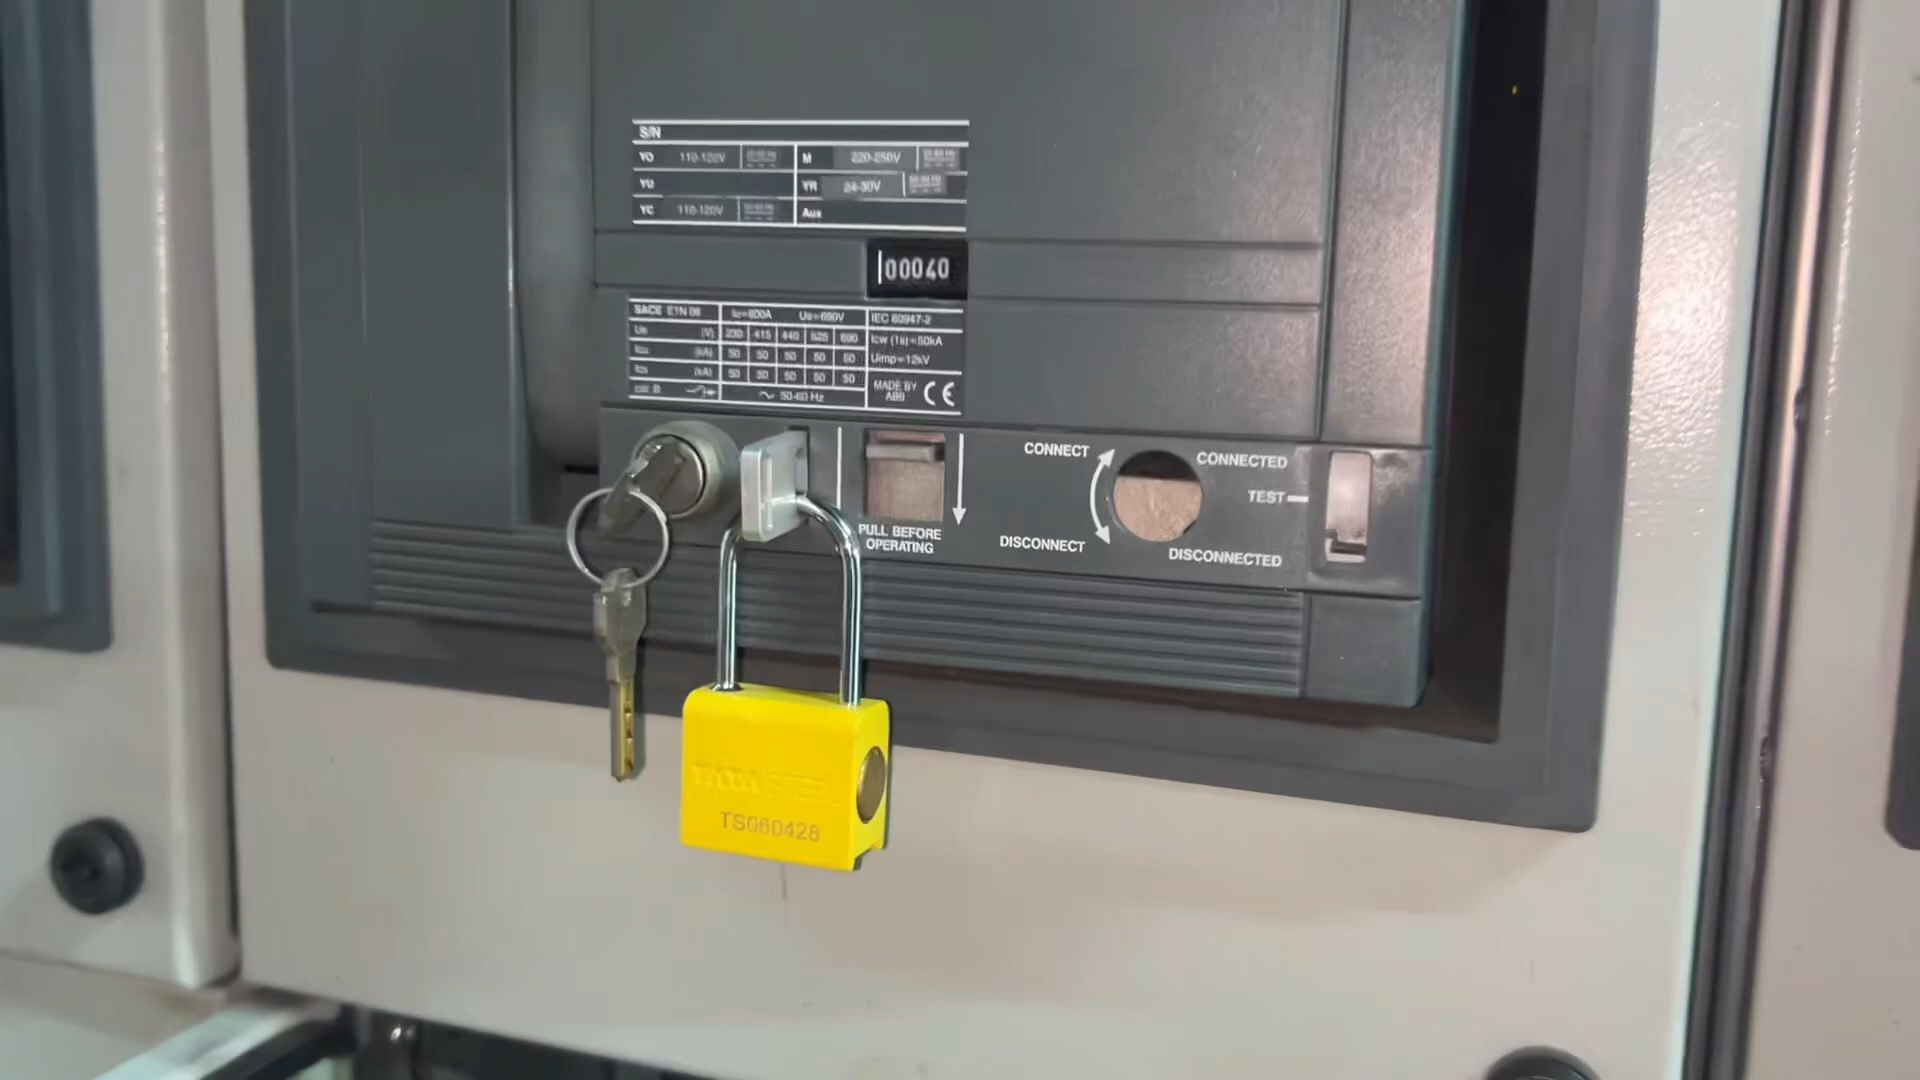 S/N
YO 110-120V
M 220-250V
YU
YR 24-30V
YC 110-120V
Aux
00040
SACE E1N 08 Iu=800A Ue=690V IEC 60947-2
Ue (V) 230 415 440 525 690
Icw (1s)=50kA
Icu (kA) 50 50 50 50 50
Uimp=12kV
Ics (kA) 50 50 50 50 50
MADE BY
ABB
CE
cat B ~ 50-60 Hz
CONNECT
CONNECTED
TEST
PULL BEFORE
OPERATING
DISCONNECT
DISCONNECTED
TATA STEEL
TS060428